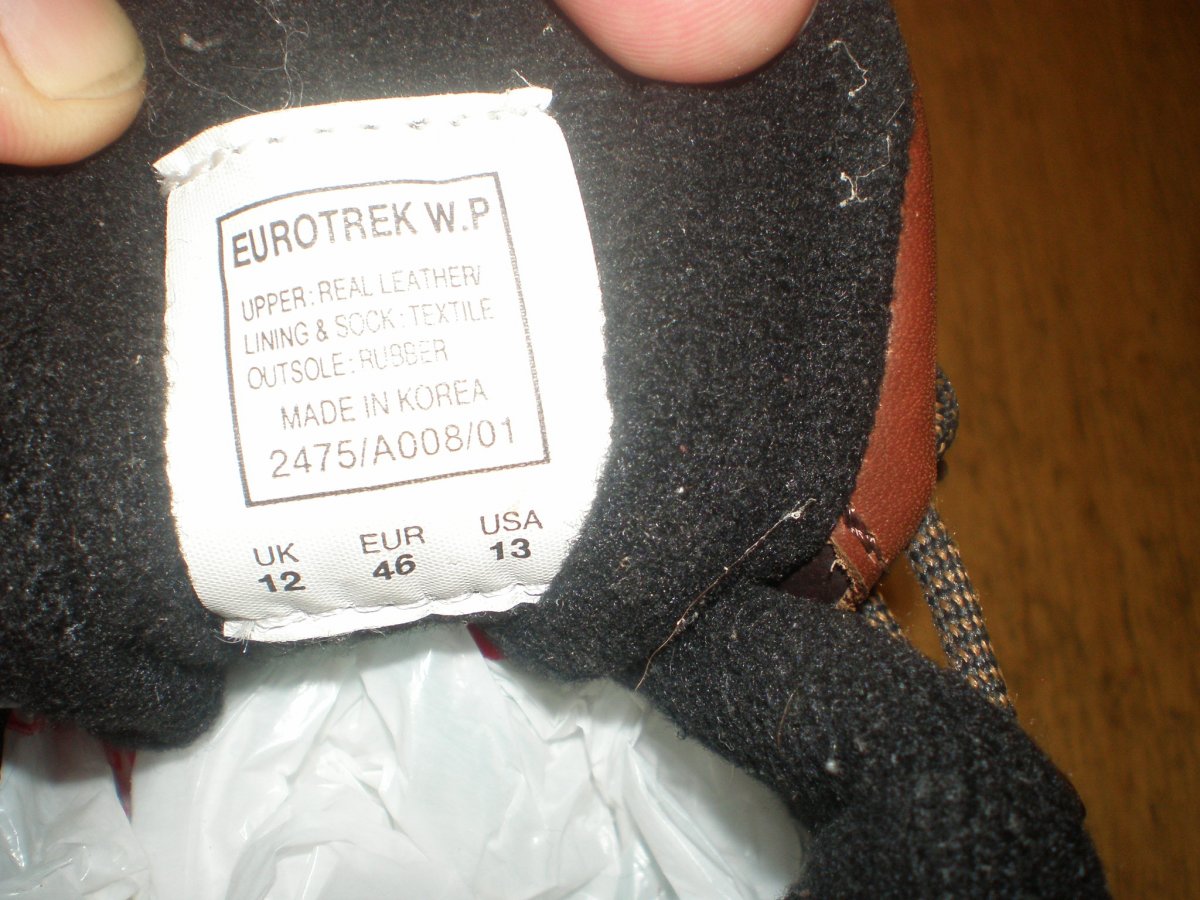 EUROTREK W.P
UPPER: REAL LEATHER/
LINING & SOCK: TEXTILE
OUTSOLE: RUBBER
MADE IN KOREA
2475/A008/01
UK EUR USA
12 46 13